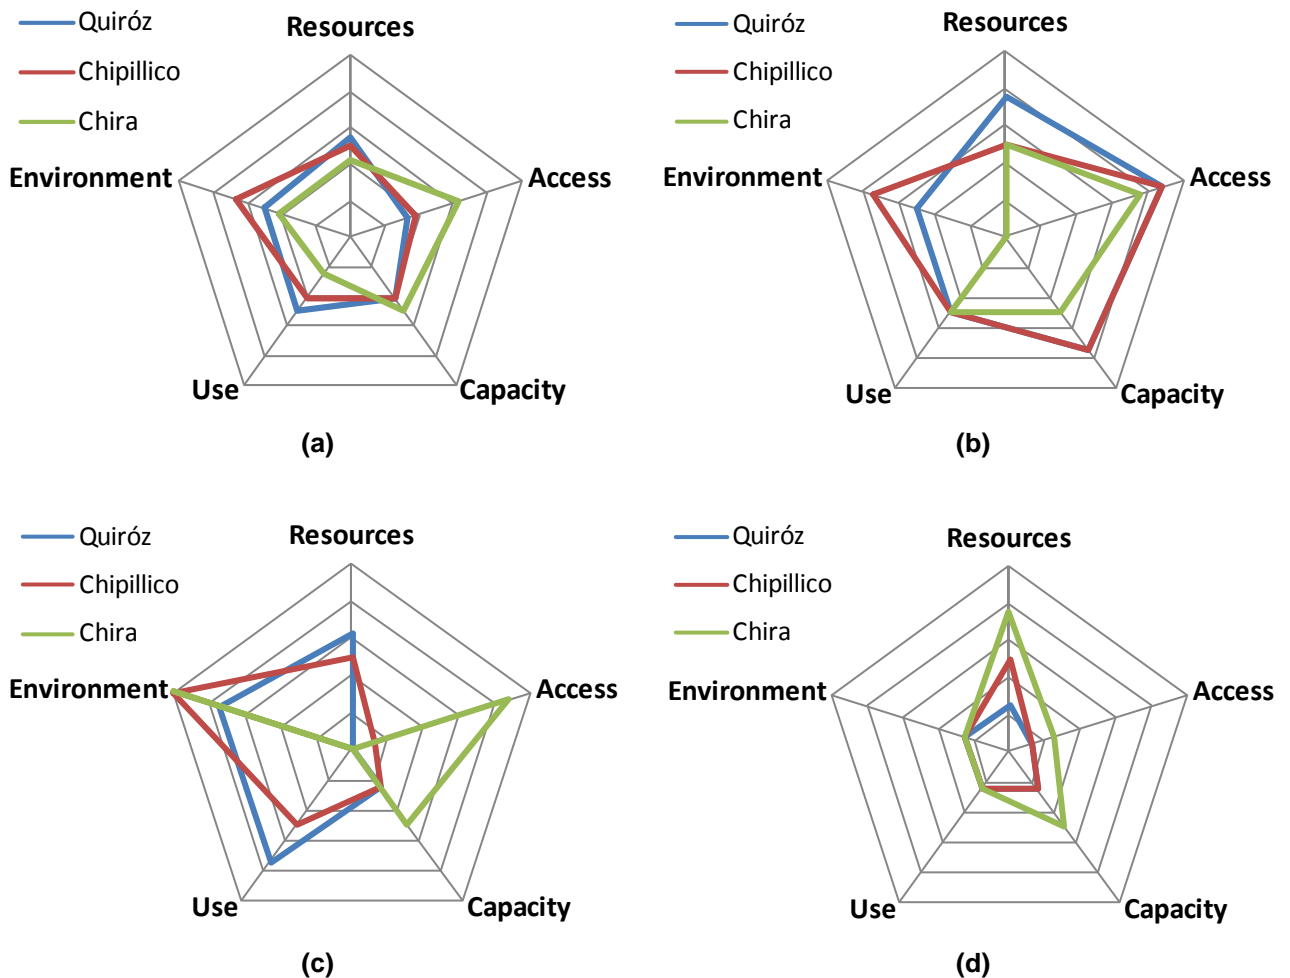 Quiróz
Chipillico
Chira
Resources
Access
Capacity
Use
Environment
(a)
Quiróz
Chipillico
Chira
Resources
Access
Capacity
Use
Environment
(b)
Quiróz
Chipillico
Chira
Resources
Access
Capacity
Use
Environment
(c)
Quiróz
Chipillico
Chira
Resources
Access
Capacity
Use
Environment
(d)